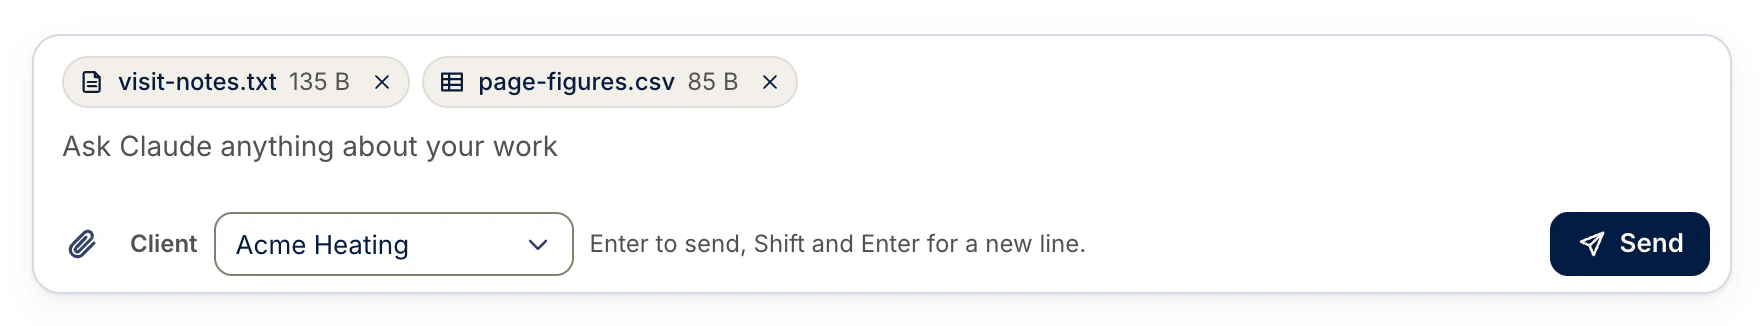 visit-notes.txt 135 B page-figures.csv 85 B
Ask Claude anything about your work
Client Acme Heating Enter to send, Shift and Enter for a new line. Send